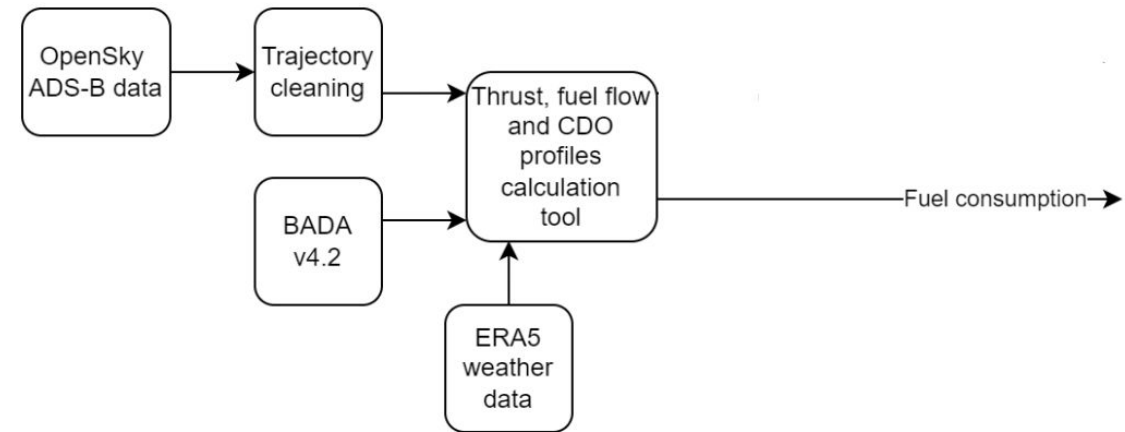 OpenSky
ADS-B data
Trajectory
cleaning
Thrust, fuel flow
and CDO
profiles
calculation
tool
BADA
v4.2
Fuel consumption
ERA5
weather
data